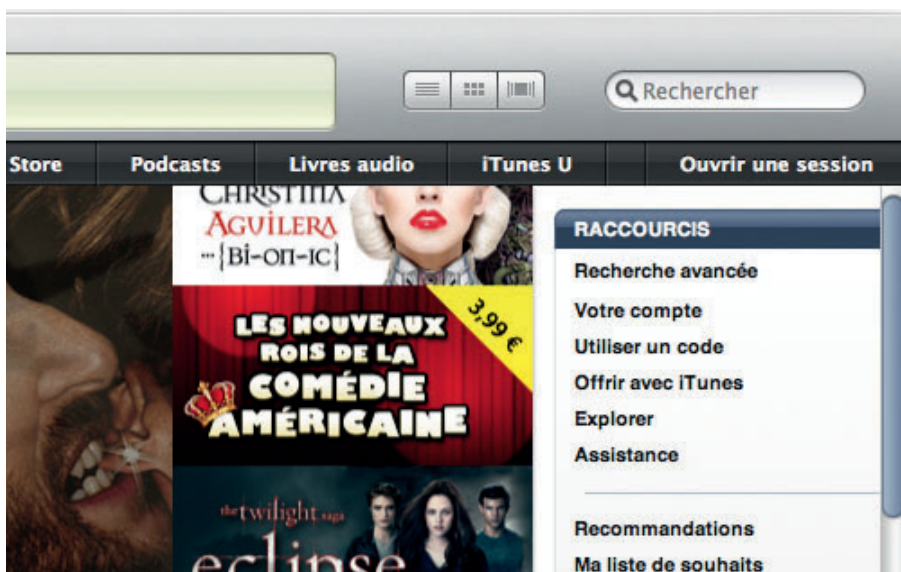 Rechercher
Store Podcasts Livres audio iTunes U Ouvrir une session
CHRISTINA
AGUILERA
···{BI-ON-IC}
LES NOUVEAUX
ROIS DE LA
COMÉDIE
AMÉRICAINE
3,99 €
the twilight saga
eclipse
RACCOURCIS
Recherche avancée
Votre compte
Utiliser un code
Offrir avec iTunes
Explorer
Assistance
Recommandations
Ma liste de souhaits